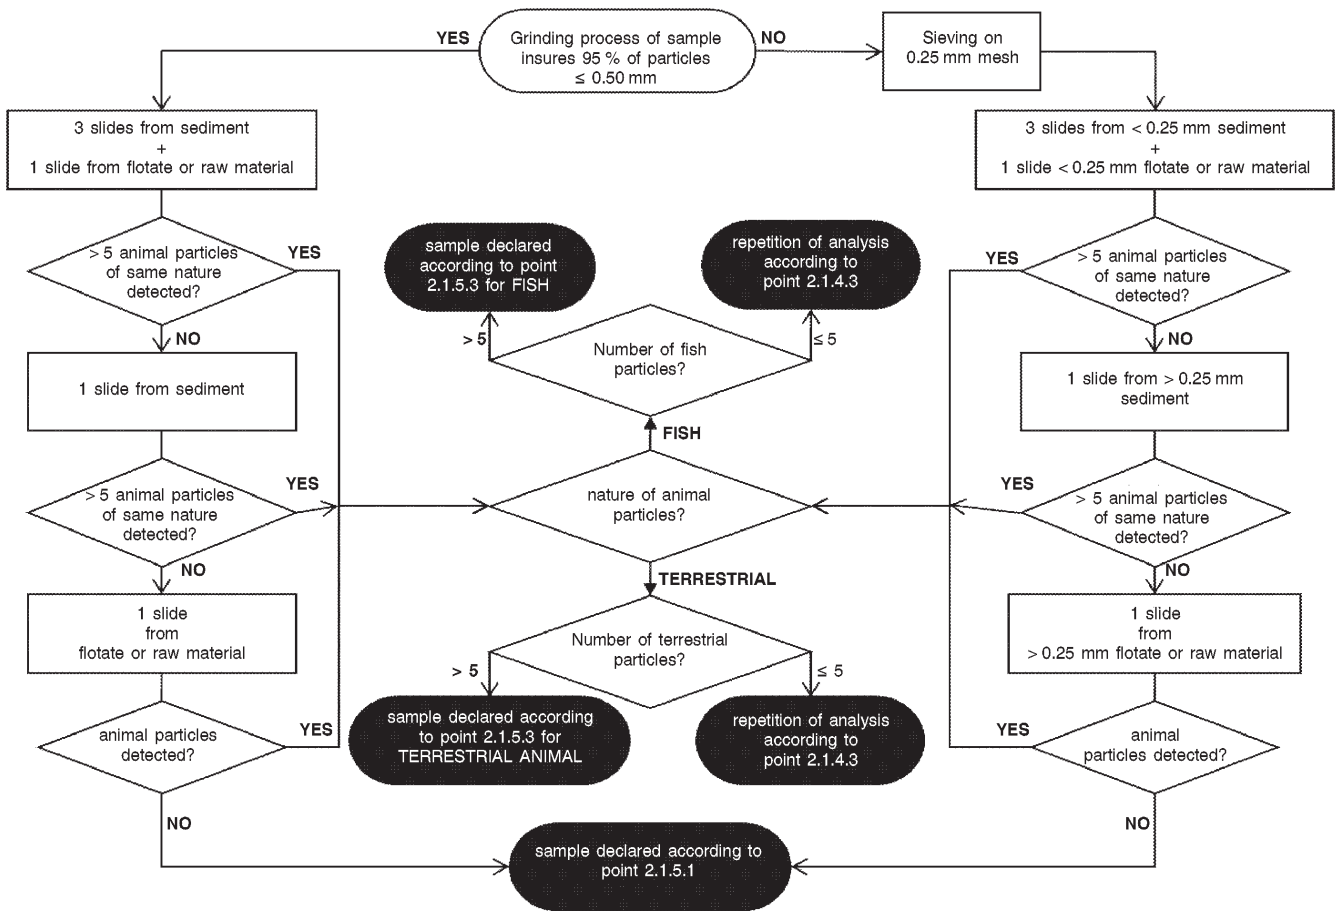 YES
Grinding process of sample
insures 95 % of particles
≤ 0.50 mm
NO
Sieving on
0.25 mm mesh
3 slides from sediment
+
1 slide from flotate or raw material
3 slides from < 0.25 mm sediment
+
1 slide < 0.25 mm flotate or raw material
> 5 animal particles
of same nature
detected?
YES
NO
sample declared
according to point
2.1.5.3 for FISH
repetition of analysis
according to
point 2.1.4.3
YES
> 5 animal particles
of same nature
detected?
NO
> 5
Number of fish
particles?
≤ 5
1 slide from sediment
1 slide from > 0.25 mm
sediment
FISH
> 5 animal particles
of same nature
detected?
YES
NO
nature of animal
particles?
YES
> 5 animal particles
of same nature
detected?
NO
TERRESTRIAL
1 slide
from
flotate or raw material
Number of terrestrial
particles?
> 5
≤ 5
1 slide
from
> 0.25 mm flotate or raw material
animal particles
detected?
YES
NO
sample declared according
to point 2.1.5.3 for
TERRESTRIAL ANIMAL
repetition of analysis
according to
point 2.1.4.3
YES
animal
particles detected?
NO
sample declared according to
point 2.1.5.1